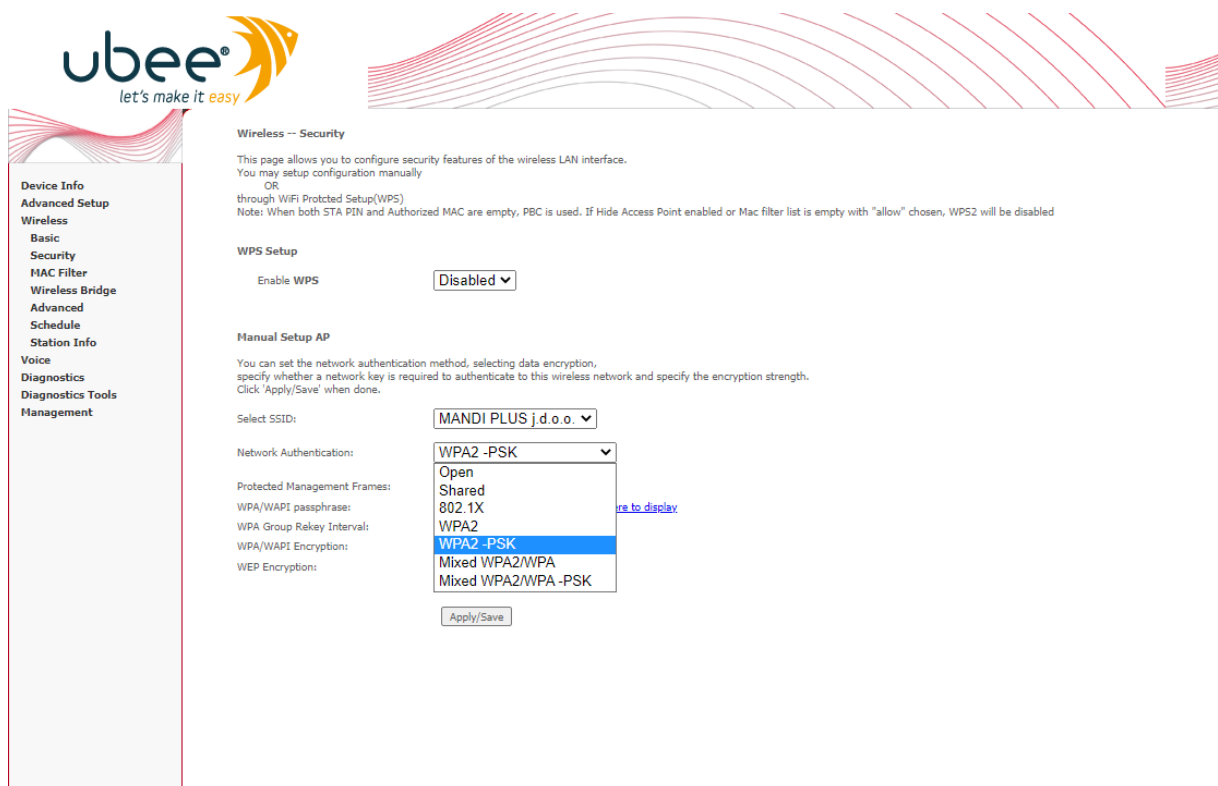 ubee®
let's make it easy
Device Info
Advanced Setup
Wireless
Basic
Security
MAC Filter
Wireless Bridge
Advanced
Schedule
Station Info
Voice
Diagnostics
Diagnostics Tools
Management
Wireless -- Security
This page allows you to configure security features of the wireless LAN interface.
You may setup configuration manually
OR
through WiFi Protcted Setup(WPS)
Note: When both STA PIN and Authorized MAC are empty, PBC is used. If Hide Access Point enabled or Mac filter list is empty with "allow" chosen, WPS2 will be disabled
WPS Setup
Enable WPS Disabled
Manual Setup AP
You can set the network authentication method, selecting data encryption,
specify whether a network key is required to authenticate to this wireless network and specify the encryption strength.
Click 'Apply/Save' when done.
Select SSID: MANDI PLUS j.d.o.o.
Network Authentication: WPA2 -PSK
Open
Shared
802.1X
WPA2
WPA2 -PSK
Mixed WPA2/WPA
Mixed WPA2/WPA -PSK
Protected Management Frames:
WPA/WAPI passphrase: re to display
WPA Group Rekey Interval:
WPA/WAPI Encryption:
WEP Encryption:
Apply/Save